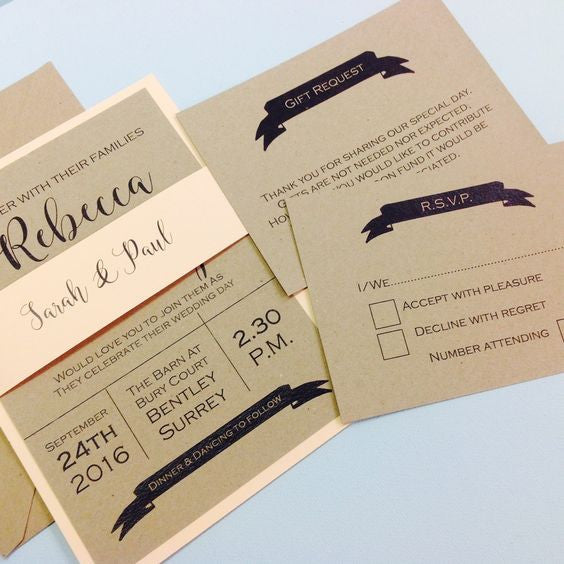 ER WITH THEIR FAMILIES
Rebecca
Sarah & Paul
WOULD LOVE YOU TO JOIN THEM AS
THEY CELEBRATE THEIR WEDDING DAY
SEPTEMBER
24TH
2016
THE BARN AT
BURY COURT
BENTLEY
SURREY
2.30
P.M.
DINNER & DANCING TO FOLLOW
GIFT REQUEST
THANK YOU FOR SHARING OUR SPECIAL DAY.
GIFTS ARE NOT NEEDED NOR EXPECTED,
HO YOU WOULD LIKE TO CONTRIBUTE
ON FUND IT WOULD BE
CIATED.
R.S.V.P.
I/WE
ACCEPT WITH PLEASURE
DECLINE WITH REGRET
NUMBER ATTENDING